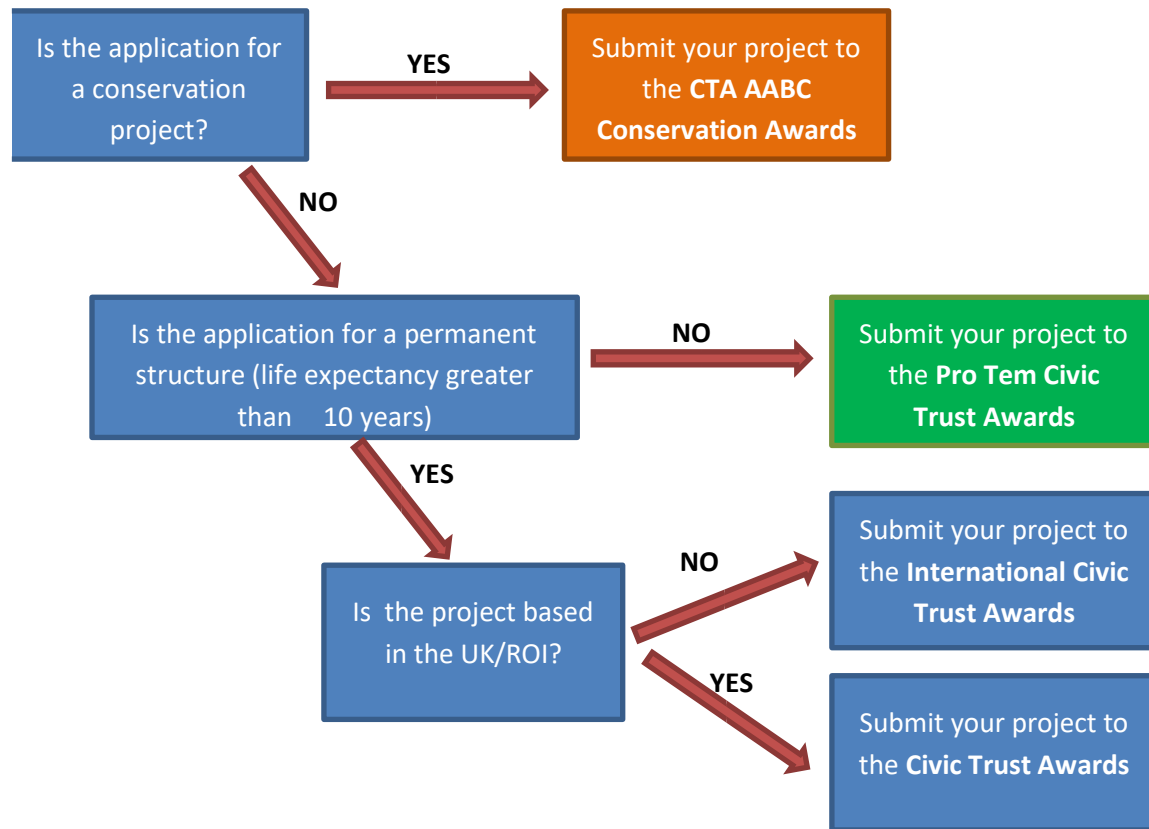 Is the application for
a conservation
project?
YES
Submit your project to
the CTA AABC
Conservation Awards
NO
Is the application for a permanent
structure (life expectancy greater
than 10 years)
NO
Submit your project to
the Pro Tem Civic
Trust Awards
YES
Is the project based
in the UK/ROI?
NO
Submit your project to
the International Civic
Trust Awards
YES
Submit your project to
the Civic Trust Awards